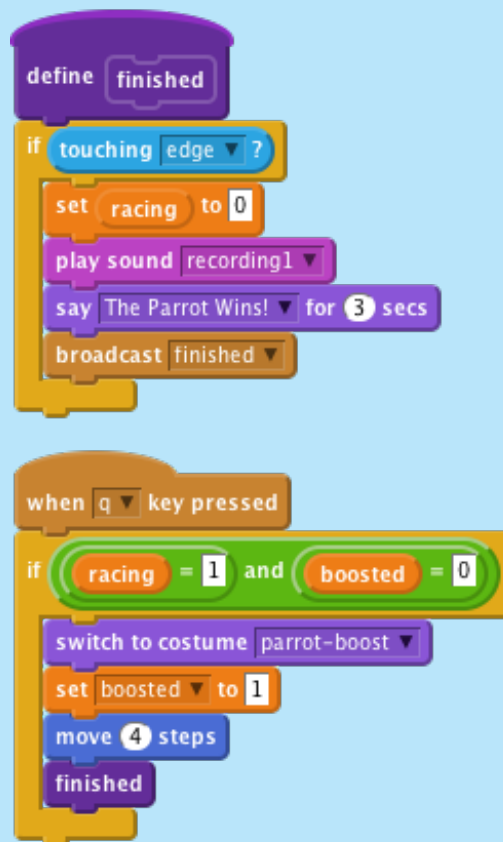 define finished
if touching edge ?
set racing to 0
play sound recording1
say The Parrot Wins! for 3 secs
broadcast finished
when q key pressed
if racing = 1 and boosted = 0
switch to costume parrot-boost
set boosted to 1
move 4 steps
finished